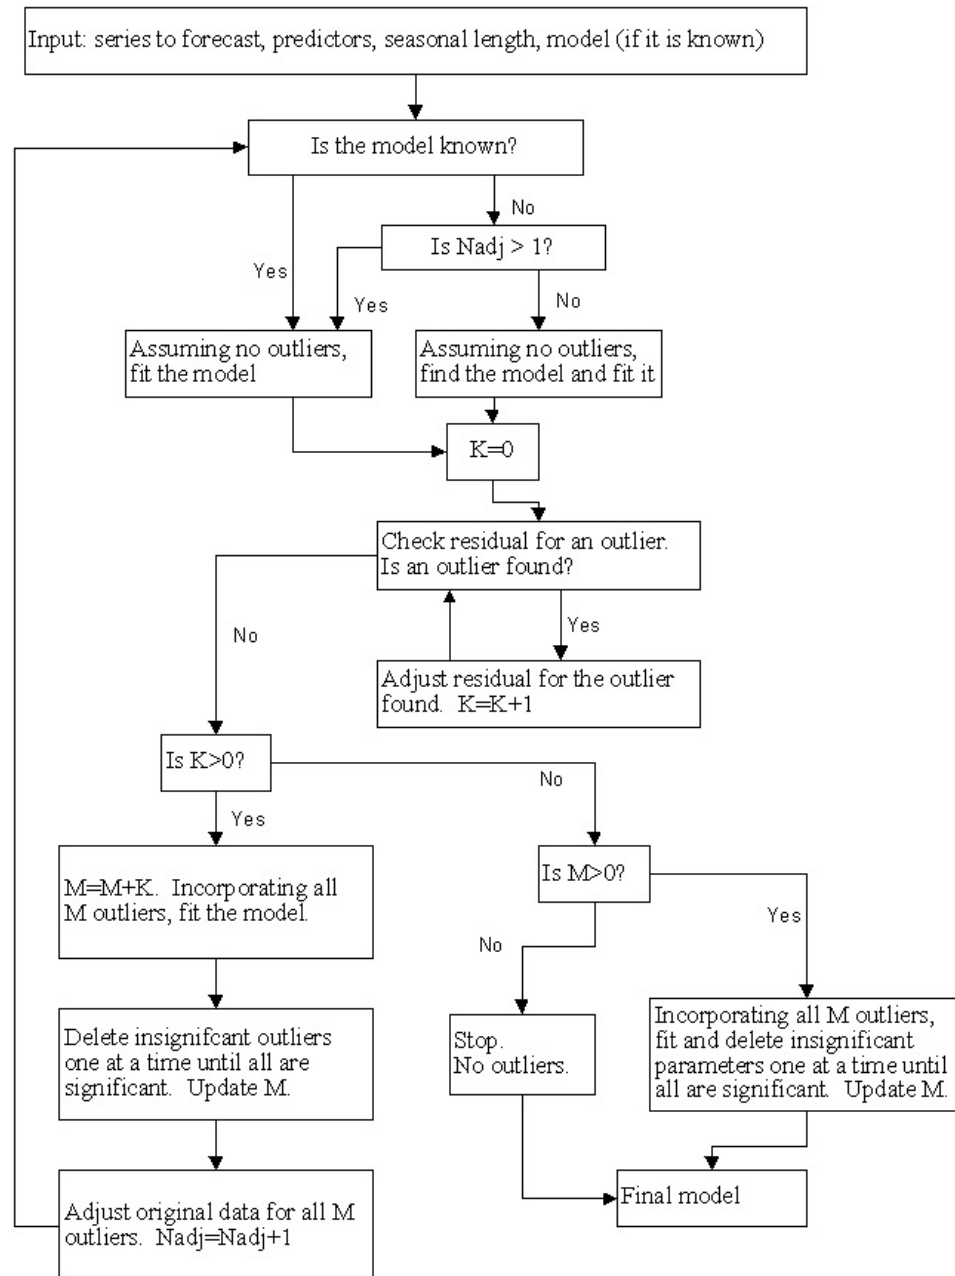 Input: series to forecast, predictors, seasonal length, model (if it is known)
Is the model known?
No
Is Nadj > 1?
Yes
Yes
No
Assuming no outliers,
fit the model
Assuming no outliers,
find the model and fit it
K=0
Check residual for an outlier.
Is an outlier found?
Yes
No
Adjust residual for the outlier
found. K=K+1
Is K>0?
No
Yes
M=M+K. Incorporating all
M outliers, fit the model.
Is M>0?
Yes
No
Delete insignifcant outliers
one at a time until all are
significant. Update M.
Stop.
No outliers.
Incorporating all M outliers,
fit and delete insignificant
parameters one at a time until
all are significant. Update M.
Adjust original data for all M
outliers. Nadj=Nadj+1
Final model